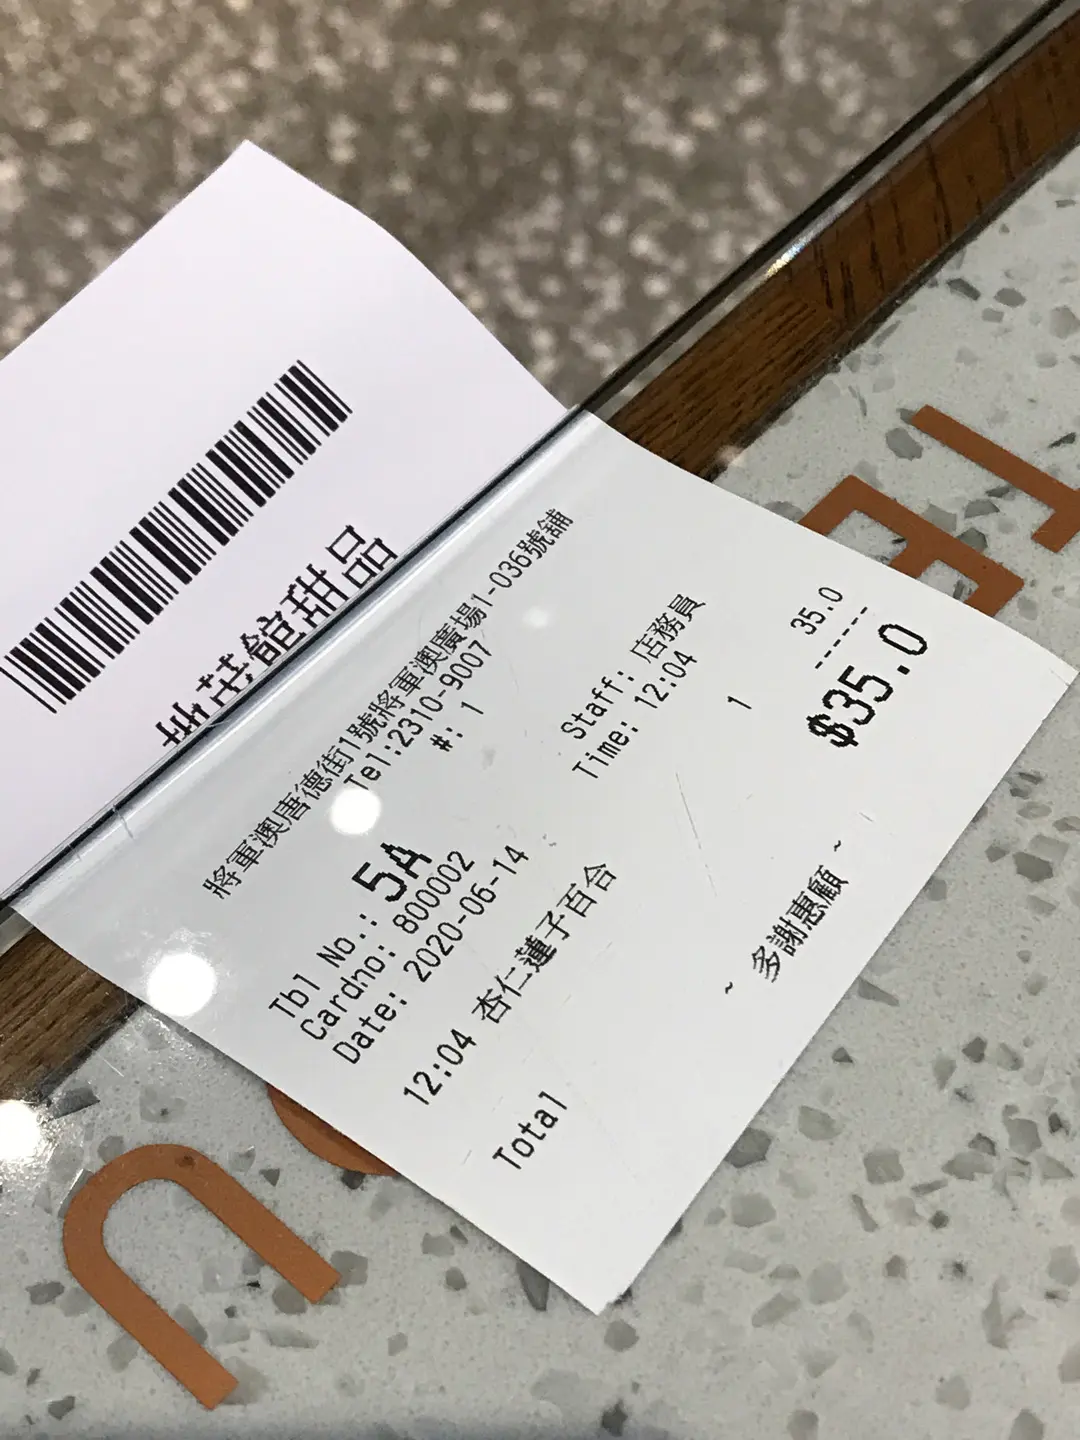 館甜品
將軍澳唐德街1號將軍澳廣場1-036號舖
Tel:2310-9007
#: 1
Tbl No.: 5A
Cardno: 800002 Staff: 店務員
Date: 2020-06-14 Time: 12:04
12:04 杏仁蓮子百合 1 35.0
------
Total $35.0
~ 多謝惠顧 ~